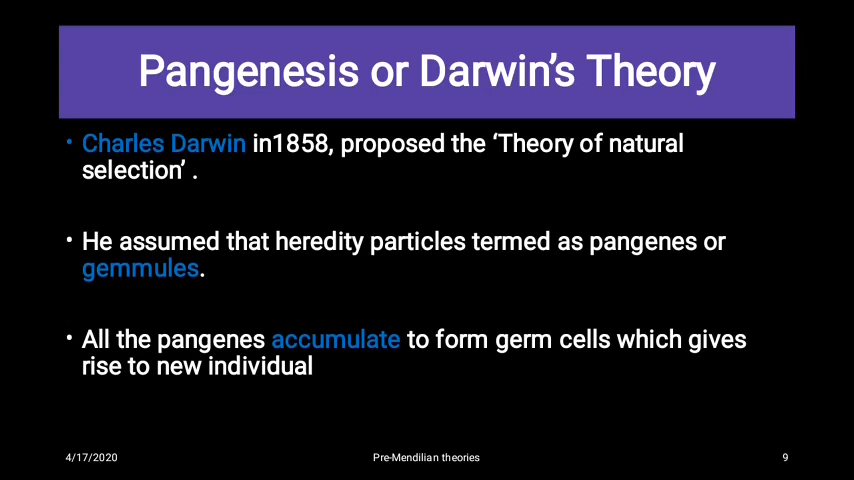 Pangenesis or Darwin’s Theory
• Charles Darwin in1858, proposed the ‘Theory of natural
selection’ .
• He assumed that heredity particles termed as pangenes or
gemmules.
• All the pangenes accumulate to form germ cells which gives
rise to new individual
4/17/2020
Pre-Mendilian theories
9